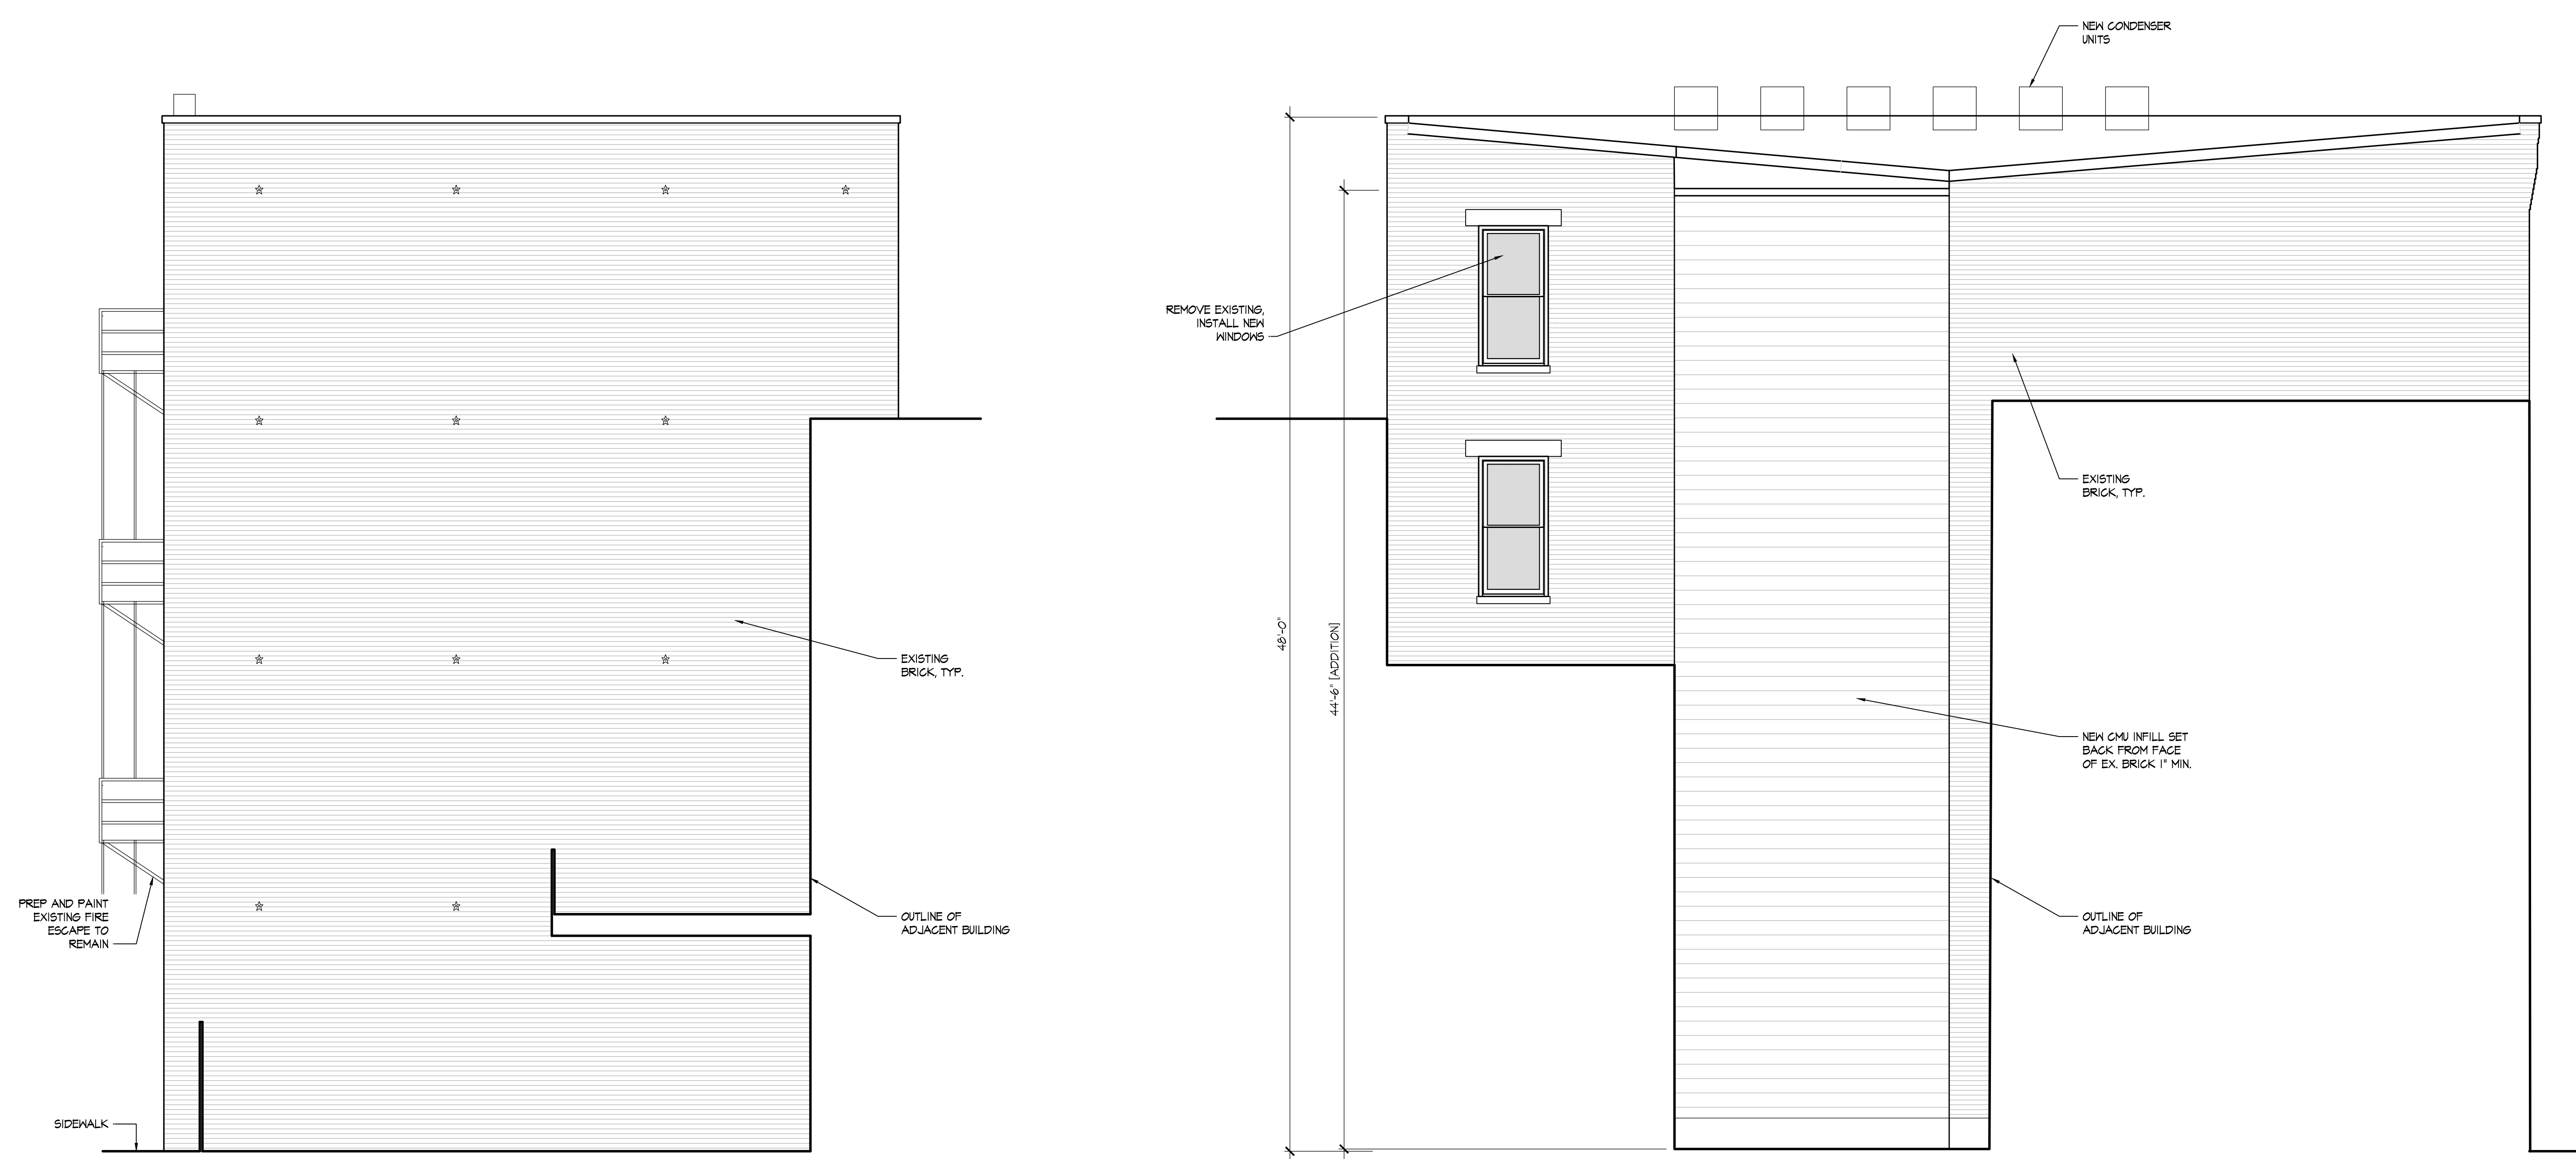 EXISTING
BRICK, TYP.
PREP AND PAINT
EXISTING FIRE
ESCAPE TO
REMAIN
OUTLINE OF
ADJACENT BUILDING
SIDEWALK
NEW CONDENSER
UNITS
REMOVE EXISTING,
INSTALL NEW
WINDOWS
48'-0"
44'-6" [ADDITION]
EXISTING
BRICK, TYP.
NEW CMU INFILL SET
BACK FROM FACE
OF EX. BRICK 1" MIN.
OUTLINE OF
ADJACENT BUILDING